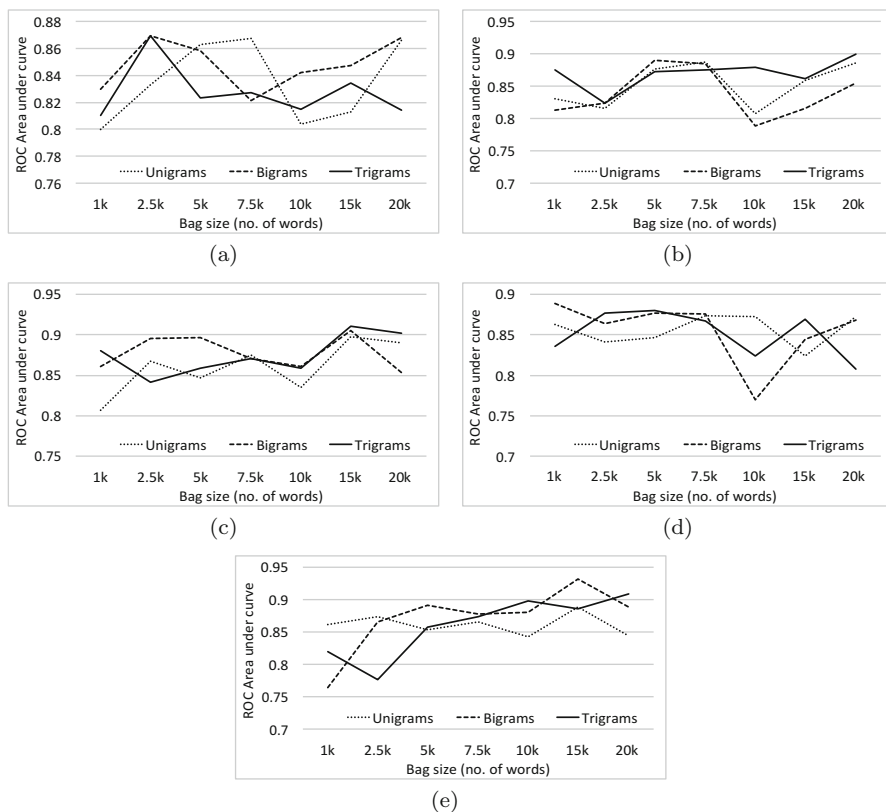 ROC Area under curve
0.88
0.86
0.84
0.82
0.8
0.78
0.76
Unigrams Bigrams Trigrams
1k 2.5k 5k 7.5k 10k 15k 20k
Bag size (no. of words)
(a)
ROC Area under curve
0.95
0.9
0.85
0.8
0.75
0.7
Unigrams Bigrams Trigrams
1k 2.5k 5k 7.5k 10k 15k 20k
Bag size (no. of words)
(b)
ROC Area under curve
0.95
0.9
0.85
0.8
0.75
Unigrams Bigrams Trigrams
1k 2.5k 5k 7.5k 10k 15k 20k
Bag size (no. of words)
(c)
ROC Area under curve
0.9
0.85
0.8
0.75
0.7
Unigrams Bigrams Trigrams
1k 2.5k 5k 7.5k 10k 15k 20k
Bag size (no. of words)
(d)
ROC Area under curve
0.95
0.9
0.85
0.8
0.75
0.7
Unigrams Bigrams Trigrams
1k 2.5k 5k 7.5k 10k 15k 20k
Bag size (no. of words)
(e)